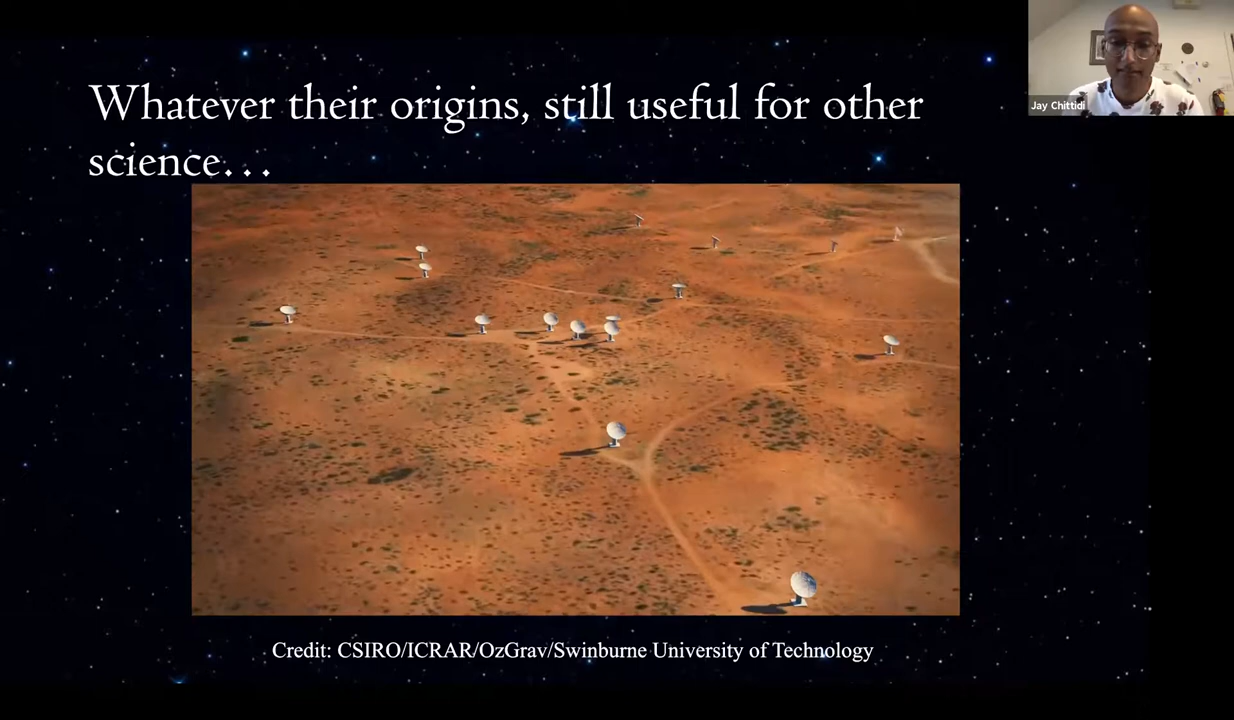 Whatever their origins, still useful for other
science...
Jay Chittidi
Credit: CSIRO/ICRAR/OzGrav/Swinburne University of Technology